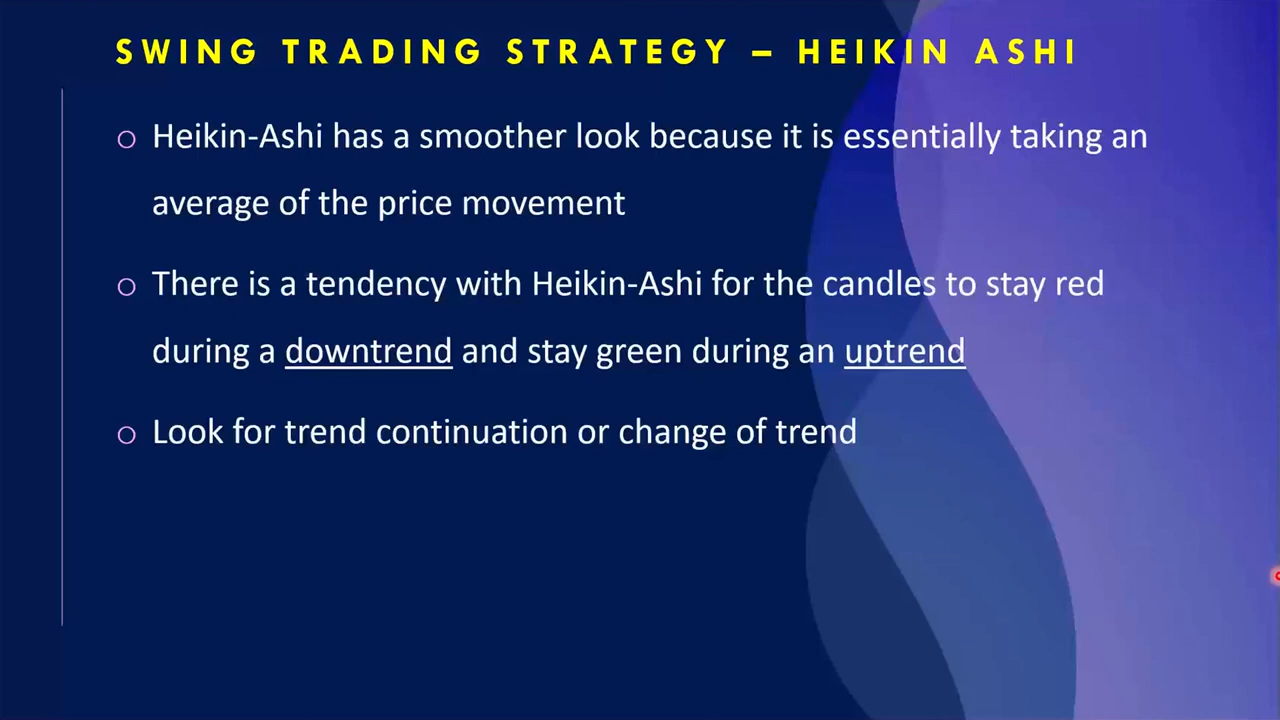 SWING TRADING STRATEGY – HEIKIN ASHI
Heikin-Ashi has a smoother look because it is essentially taking an
average of the price movement
There is a tendency with Heikin-Ashi for the candles to stay red
during a downtrend and stay green during an uptrend
Look for trend continuation or change of trend